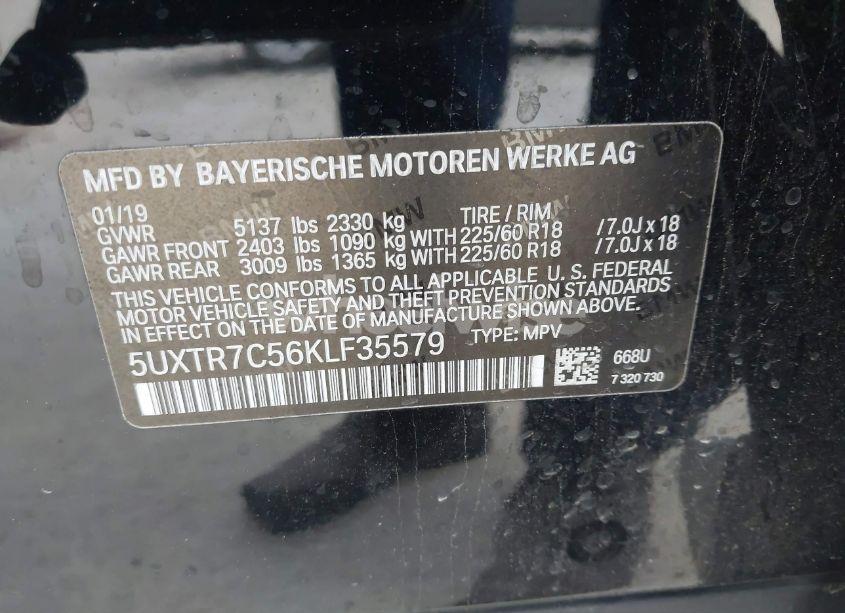 MFD BY BAYERISCHE MOTOREN WERKE AG
01/19 TIRE / RIM
GVWR 5137 lbs 2330 kg
GAWR FRONT 2403 lbs 1090 kg WITH 225/60 R18 /7.0J x 18
GAWR REAR 3009 lbs 1365 kg WITH 225/60 R18 /7.0J x 18
THIS VEHICLE CONFORMS TO ALL APPLICABLE U. S. FEDERAL
MOTOR VEHICLE SAFETY AND THEFT PREVENTION STANDARDS
IN EFFECT ON THE DATE OF MANUFACTURE SHOWN ABOVE.
5UXTR7C56KLF35579 TYPE: MPV
668U
7 320 730